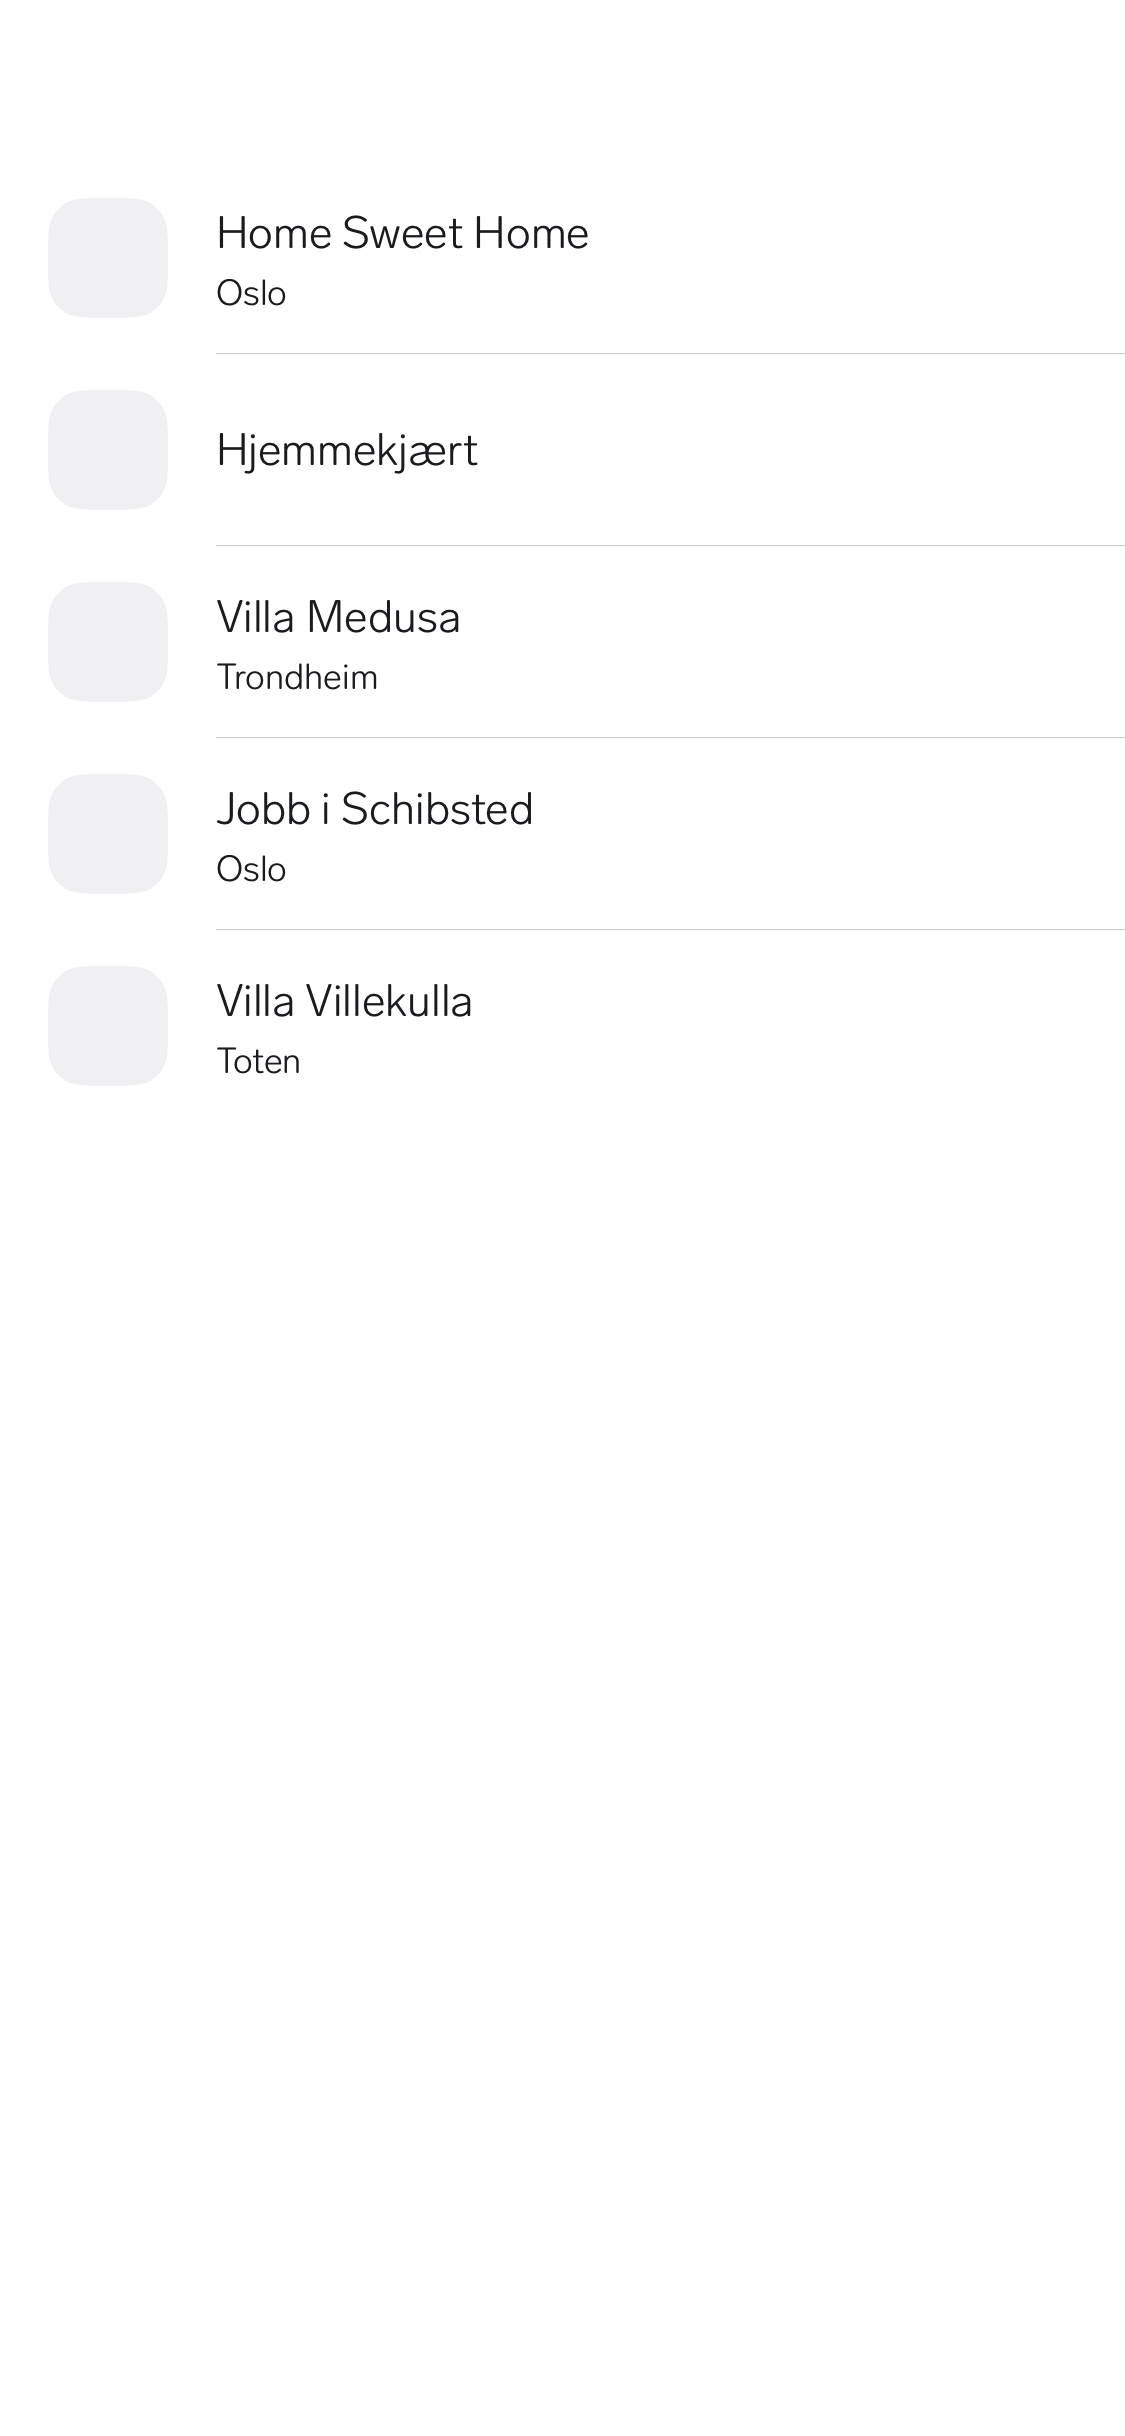 Home Sweet Home
Oslo
Hjemmekjært
Villa Medusa
Trondheim
Jobb i Schibsted
Oslo
Villa Villekulla
Toten